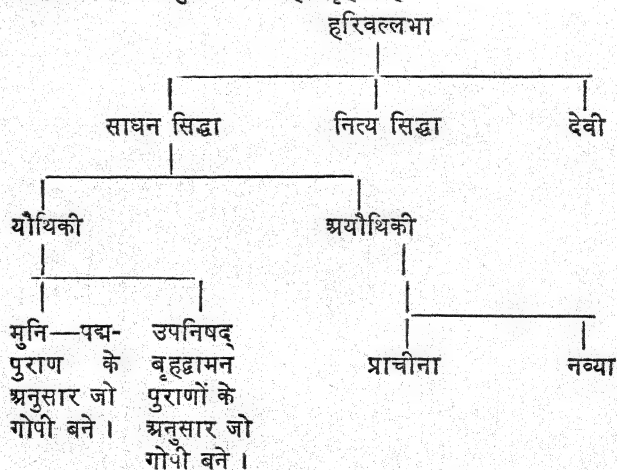 हरिवल्लभा
साधन सिद्धा नित्य सिद्धा देवी
यौथिकी अयौथिकी
मुनि—पद्म- उपनिषद्
पुराण के बृहद्वामन प्राचीना नव्या
अनुसार जो पुराणों के
गोपी बने । अनुसार जो
गोपी बने ।